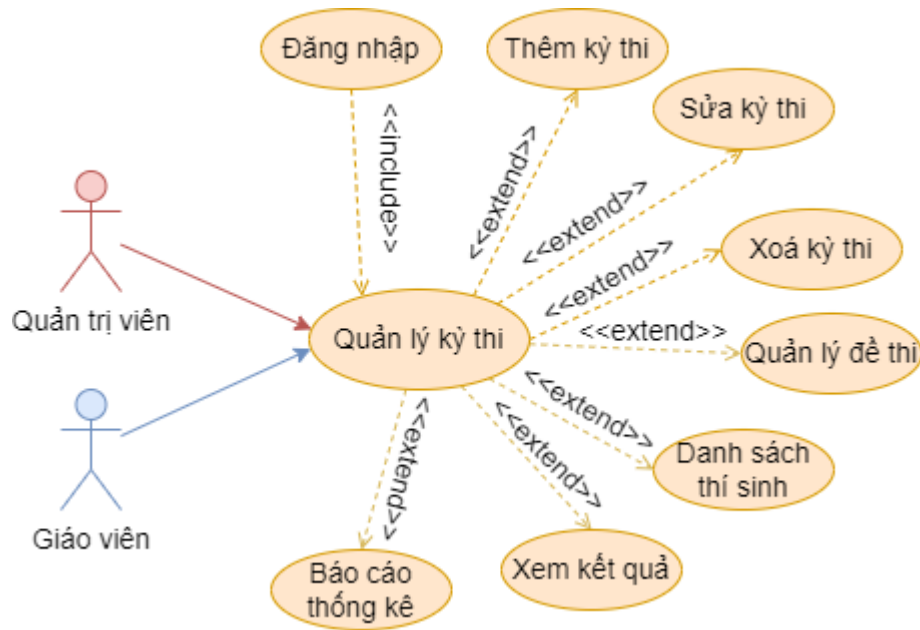 Đăng nhập
Thêm kỳ thi
Sửa kỳ thi
<<include>>
<<extend>>
<<extend>>
Xoá kỳ thi
<<extend>>
Quản trị viên
Quản lý kỳ thi
<<extend>>
Quản lý đề thi
<<extend>>
<<extend>>
<<extend>>
Danh sách
thí sinh
Giáo viên
Báo cáo
thống kê
Xem kết quả